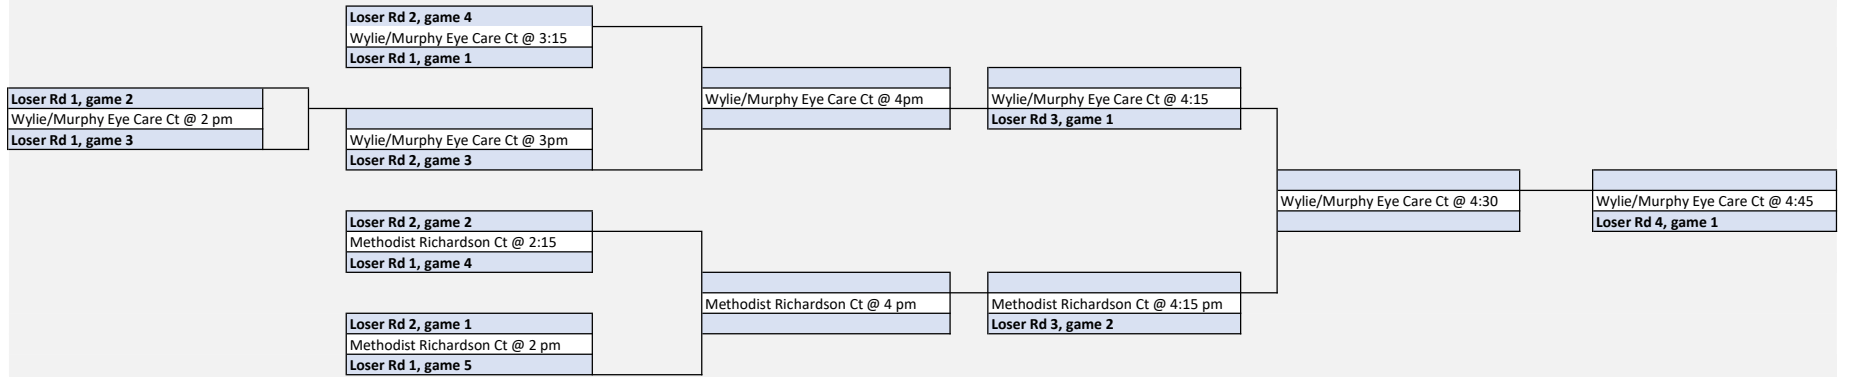 Loser Rd 2, game 4
Wylie/Murphy Eye Care Ct @ 3:15
Loser Rd 1, game 1
Loser Rd 1, game 2
Wylie/Murphy Eye Care Ct @ 2 pm
Loser Rd 1, game 3
Wylie/Murphy Eye Care Ct @ 3pm
Loser Rd 2, game 3
Loser Rd 2, game 2
Methodist Richardson Ct @ 2:15
Loser Rd 1, game 4
Loser Rd 2, game 1
Methodist Richardson Ct @ 2 pm
Loser Rd 1, game 5
Wylie/Murphy Eye Care Ct @ 4pm
Methodist Richardson Ct @ 4 pm
Wylie/Murphy Eye Care Ct @ 4:15
Loser Rd 3, game 1
Methodist Richardson Ct @ 4:15 pm
Loser Rd 3, game 2
Wylie/Murphy Eye Care Ct @ 4:30
Wylie/Murphy Eye Care Ct @ 4:45
Loser Rd 4, game 1